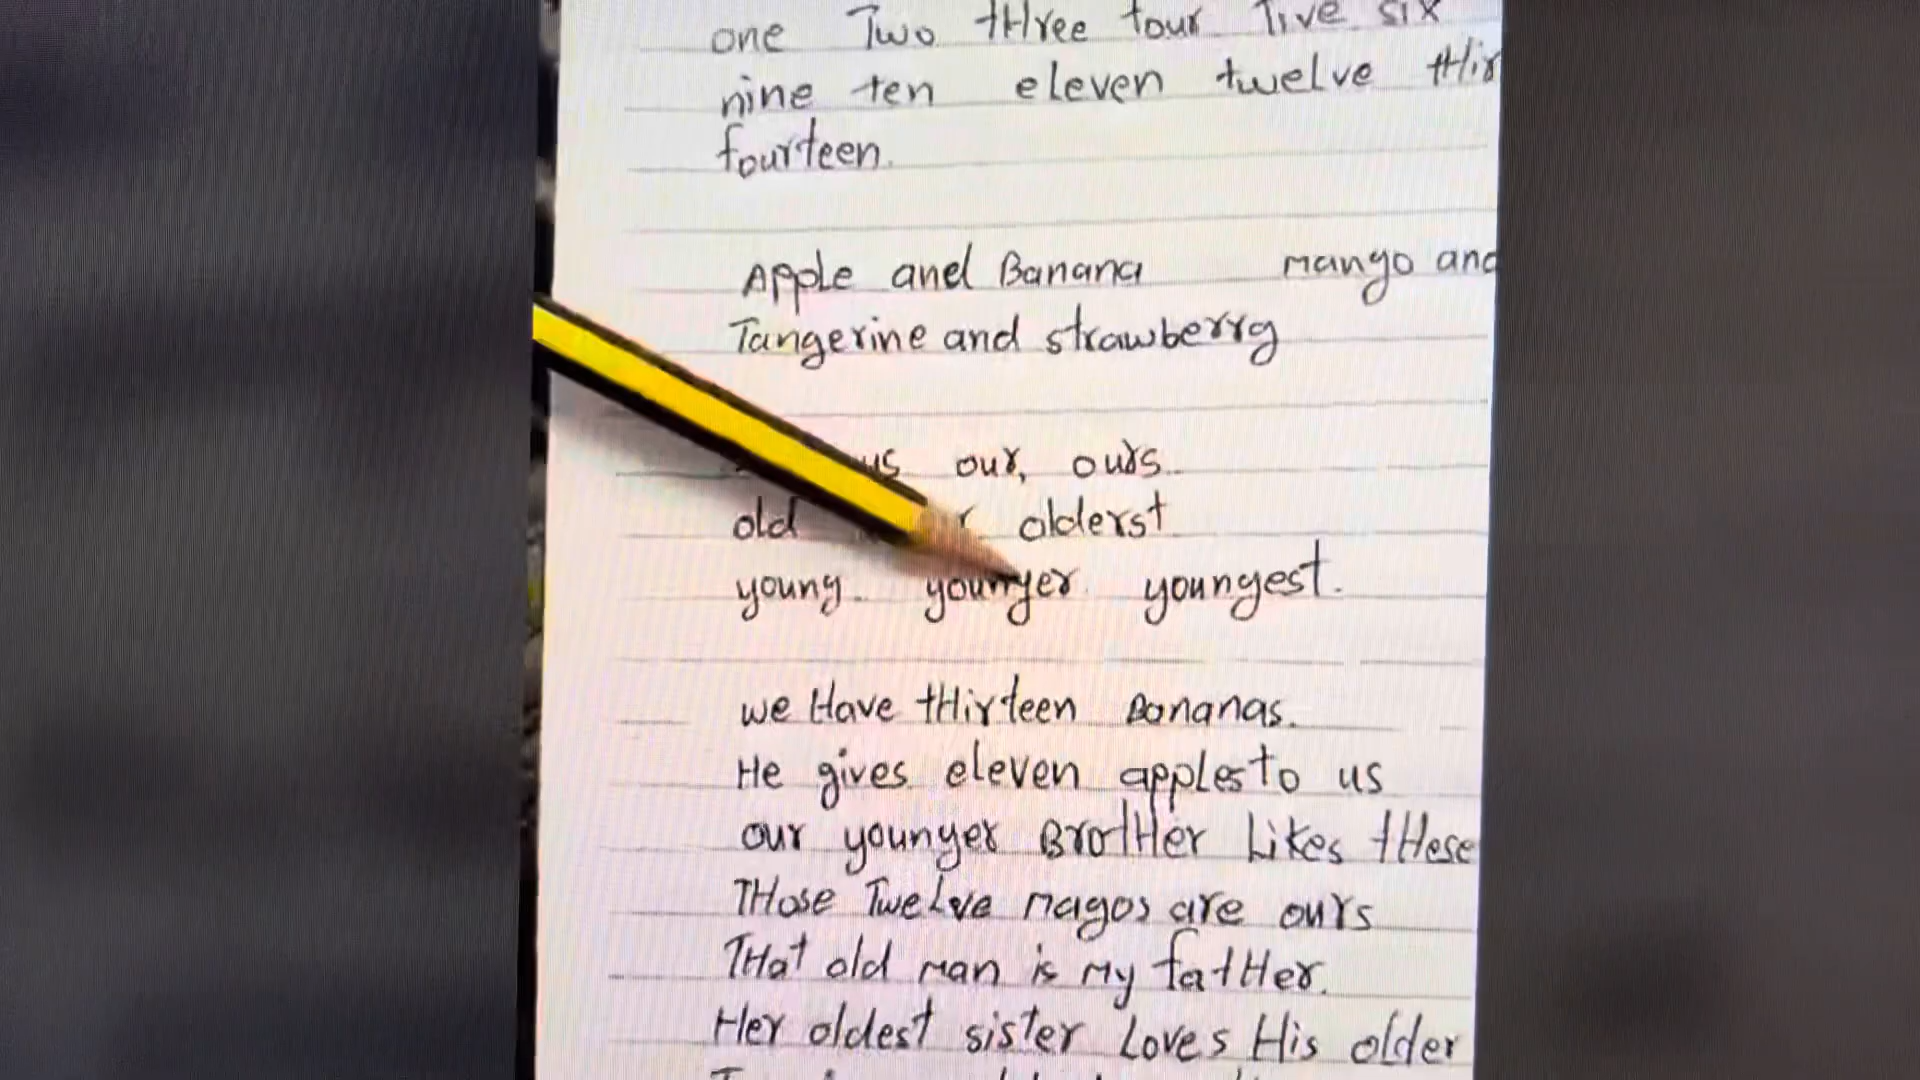 one Two tHree four five six
nine ten eleven twelve tHir
fourteen.
Apple and Banana mango and
Tangerine and strawberry
us our, ours.
old olderst
young. younger youngest.
we Have tHirteen Bananas.
He gives eleven apples to us
our younger BrotHer Likes tHese
THose Twelve magos are ours
THat old man is my fatHer.
Her oldest sister Loves His older